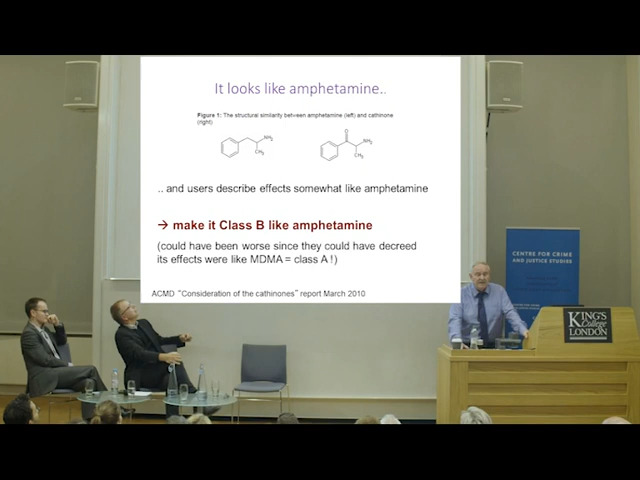 It looks like amphetamine..
Figure 1: The structural similarity between amphetamine (left) and cathinone
(right)
NH₂
CH₃
O
NH₂
CH₃
.. and users describe effects somewhat like amphetamine
→ make it Class B like amphetamine
(could have been worse since they could have decreed
its effects were like MDMA = class A !)
ACMD “Consideration of the cathinones” report March 2010
CENTRE FOR CRIME
AND JUSTICE STUDIES
KING'S
College
LONDON